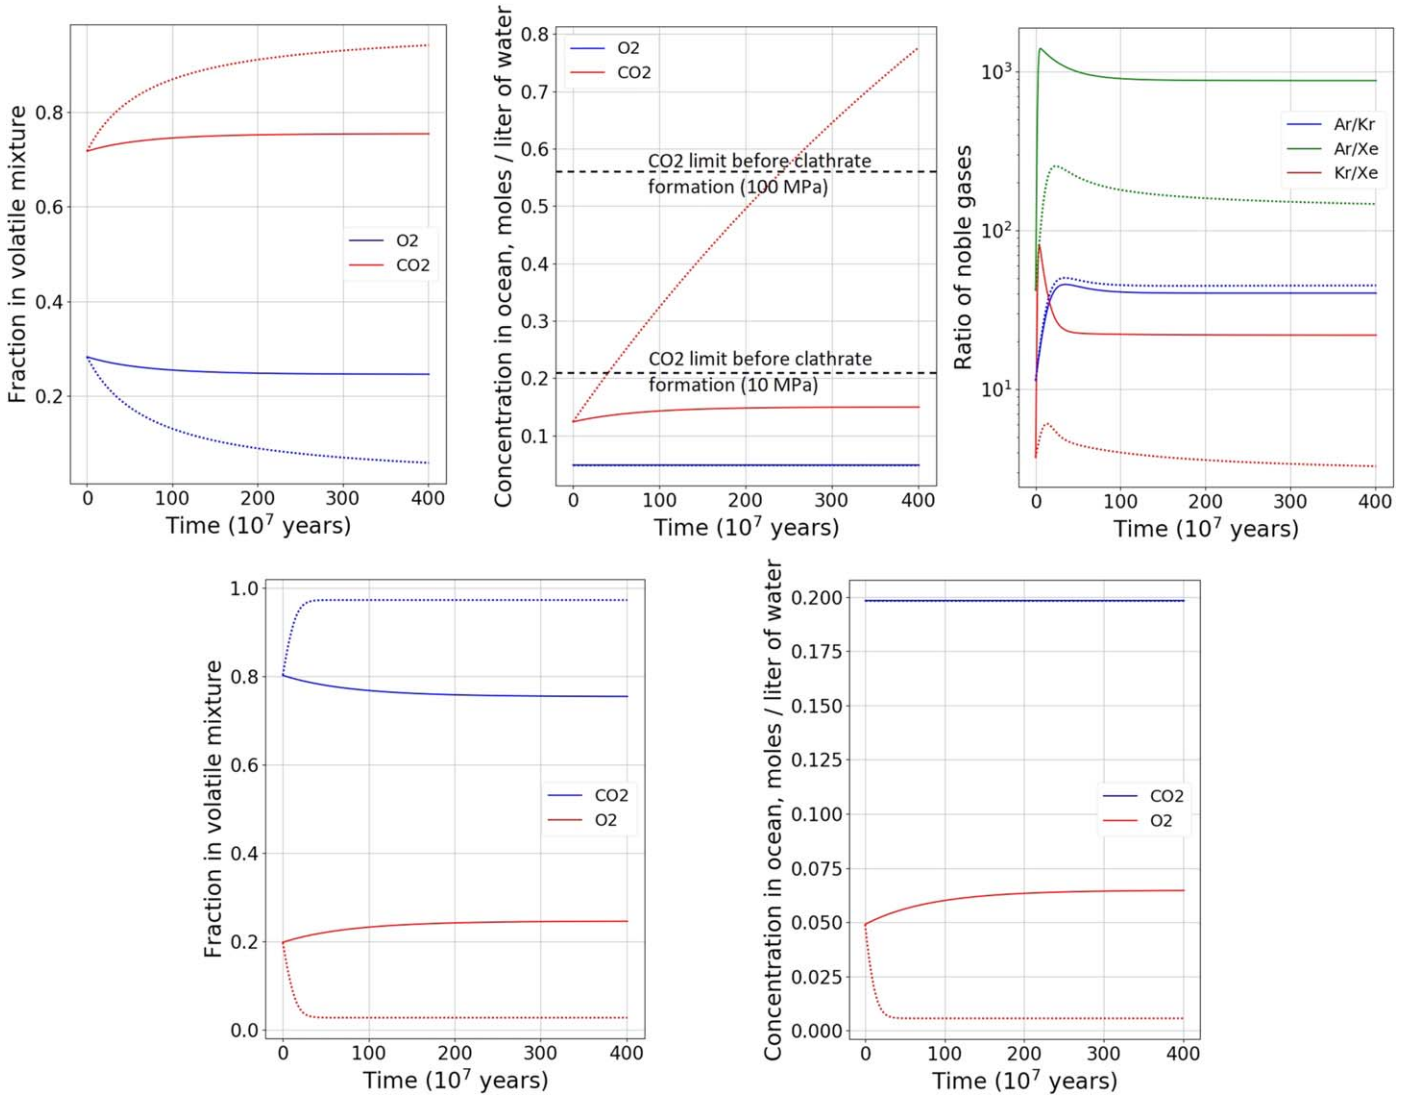 Fraction in volatile mixture
0.8
0.6
0.4
0.2
O2
CO2
0 100 200 300 400
Time (10⁷ years)
Concentration in ocean, moles / liter of water
0.8
0.7
0.6
0.5
0.4
0.3
0.2
0.1
O2
CO2
CO2 limit before clathrate
formation (100 MPa)
CO2 limit before clathrate
formation (10 MPa)
0 100 200 300 400
Time (10⁷ years)
Ratio of noble gases
10³
10²
10¹
Ar/Kr
Ar/Xe
Kr/Xe
0 100 200 300 400
Time (10⁷ years)
Fraction in volatile mixture
1.0
0.8
0.6
0.4
0.2
0.0
CO2
O2
0 100 200 300 400
Time (10⁷ years)
Concentration in ocean, moles / liter of water
0.200
0.175
0.150
0.125
0.100
0.075
0.050
0.025
0.000
CO2
O2
0 100 200 300 400
Time (10⁷ years)